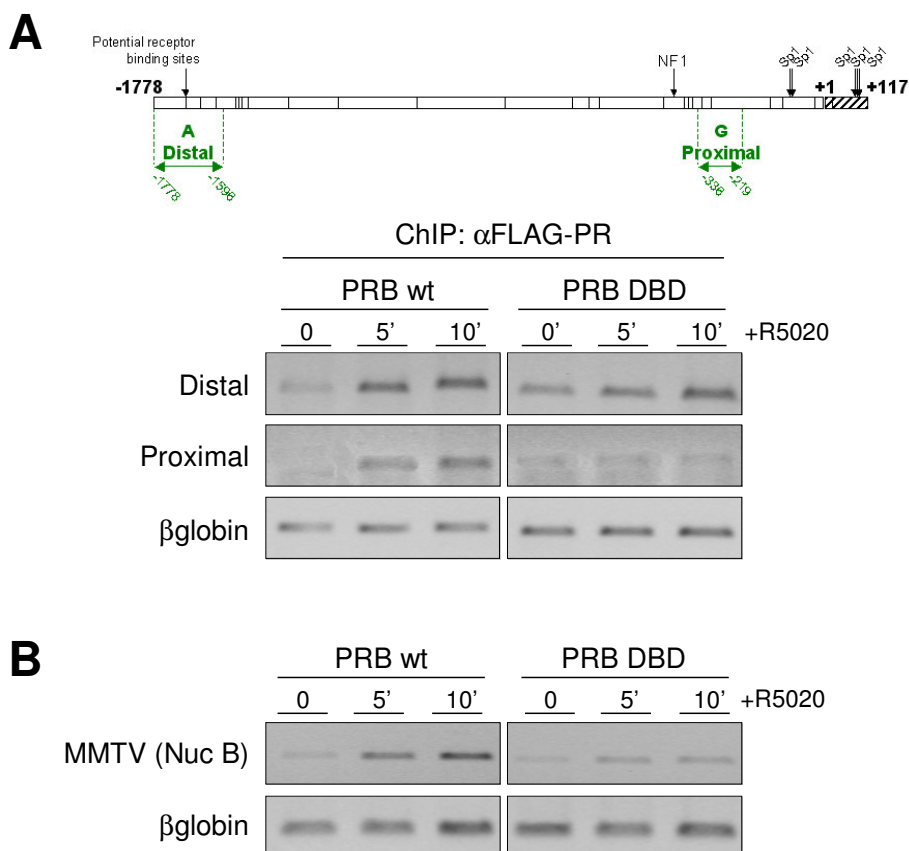 A
Potential receptor
binding sites
NF1
Sp1 Sp1 Sp1 Sp1 Sp1
-1778 +1 +117
A G
Distal Proximal
-1778 -1596 -336 -219
ChIP: αFLAG-PR
PRB wt PRB DBD
0 5’ 10’ 0’ 5’ 10’ +R5020
Distal
Proximal
βglobin
B
PRB wt PRB DBD
0 5’ 10’ 0 5’ 10’ +R5020
MMTV (Nuc B)
βglobin